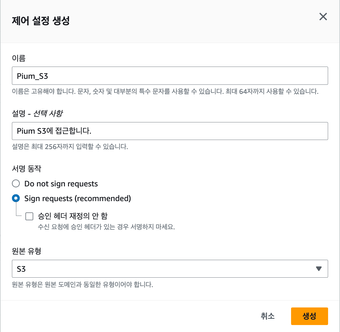 제어 설정 생성
이름
Pium_S3
이름은 고유해야 합니다. 문자, 숫자 및 대부분의 특수 문자를 사용할 수 있습니다. 최대 64자까지 사용할 수 있습니다.
설명 - 선택 사항
Pium S3에 접근합니다.
설명은 최대 256자까지 입력할 수 있습니다.
서명 동작
Do not sign requests
Sign requests (recommended)
승인 헤더 재정의 안 함
수신 요청에 승인 헤더가 있는 경우 서명하지 마세요.
원본 유형
S3
원본 유형은 원본 도메인과 동일한 유형이어야 합니다.
취소 생성